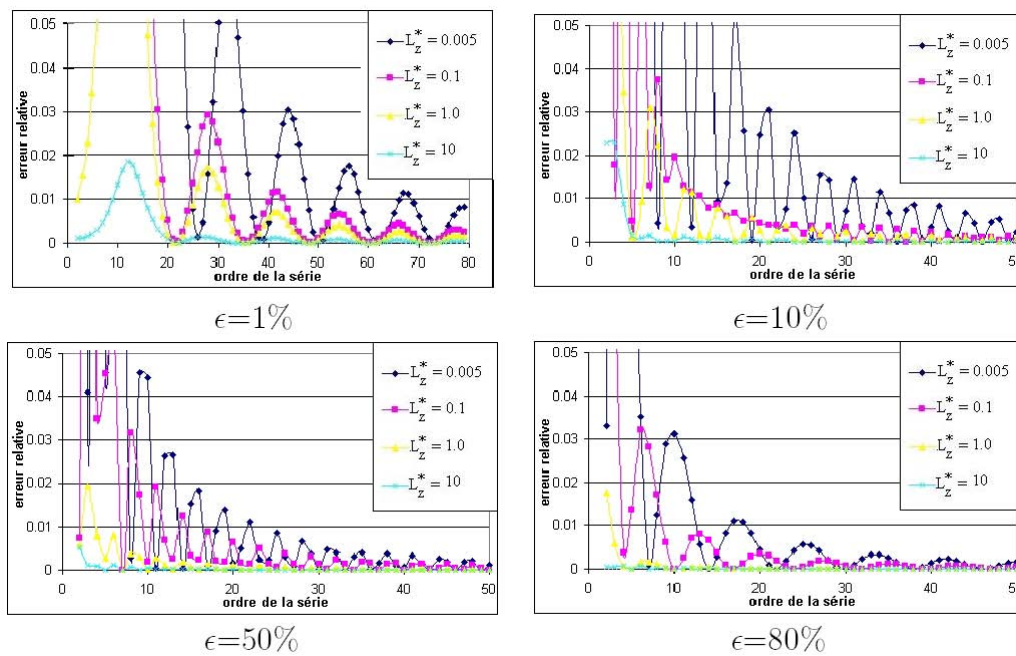 0.05
0.04
0.03
0.02
0.01
0
erreur relative
0 10 20 30 40 50 60 70 80
ordre de la série
L*z = 0.005
L*z = 0.1
L*z = 1.0
L*z = 10
ϵ=1%
0.05
0.04
0.03
0.02
0.01
0
erreur relative
0 10 20 30 40 50
ordre de la série
L*z = 0.005
L*z = 0.1
L*z = 1.0
L*z = 10
ϵ=10%
0.05
0.04
0.03
0.02
0.01
0
erreur relative
0 10 20 30 40 50
ordre de la série
L*z = 0.005
L*z = 0.1
L*z = 1.0
L*z = 10
ϵ=50%
0.05
0.04
0.03
0.02
0.01
0
erreur relative
0 10 20 30 40 50
ordre de la série
L*z = 0.005
L*z = 0.1
L*z = 1.0
L*z = 10
ϵ=80%